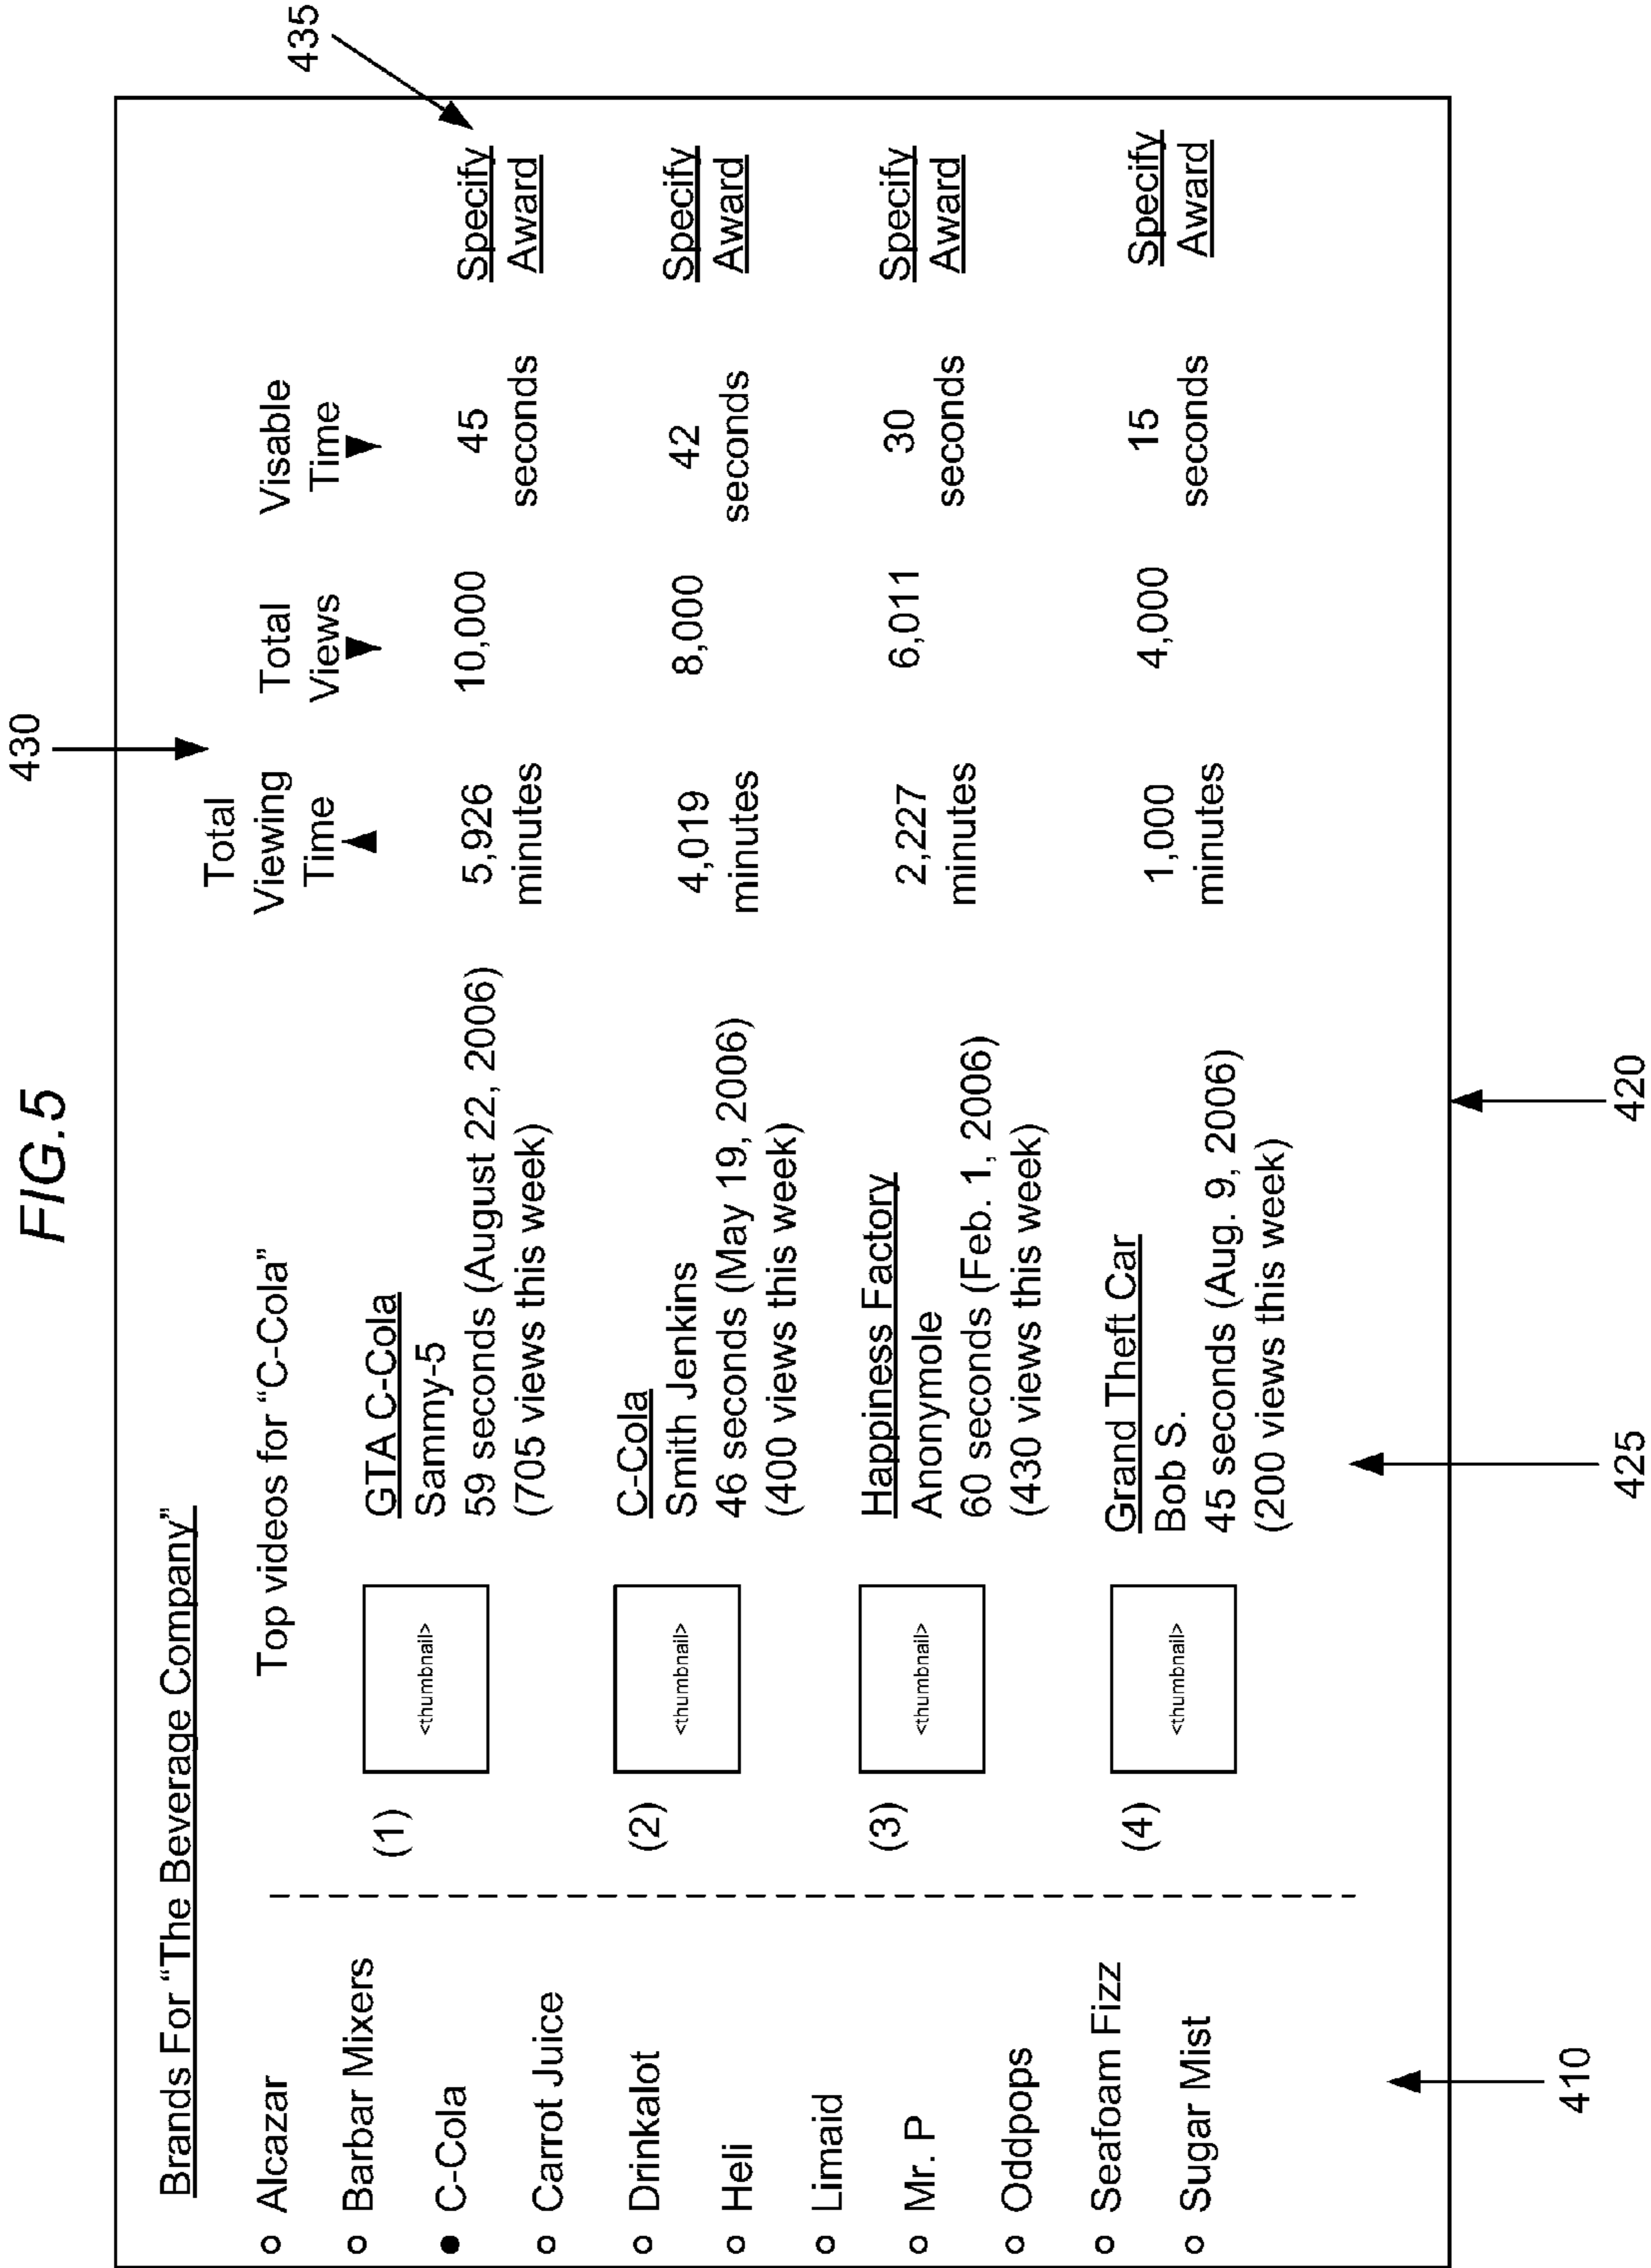 FIG.5
430
435
Brands For "The Beverage Company"
Alcazar
Barbar Mixers
C-Cola
Carrot Juice
Drinkalot
Heli
Limaid
Mr. P
Oddpops
Seafoam Fizz
Sugar Mist
Top videos for "C-Cola"
Total
Viewing
Time
Total
Views
Visable
Time
(1)
<thumbnail>
GTA C-Cola
Sammy-5
59 seconds (August 22, 2006)
(705 views this week)
5,926
minutes
10,000
45
seconds
Specify
Award
(2)
<thumbnail>
C-Cola
Smith Jenkins
46 seconds (May 19, 2006)
(400 views this week)
4,019
minutes
8,000
42
seconds
Specify
Award
(3)
<thumbnail>
Happiness Factory
Anonymole
60 seconds (Feb. 1, 2006)
(430 views this week)
2,227
minutes
6,011
30
seconds
Specify
Award
(4)
<thumbnail>
Grand Theft Car
Bob S.
45 seconds (Aug. 9, 2006)
(200 views this week)
1,000
minutes
4,000
15
seconds
Specify
Award
410
425
420